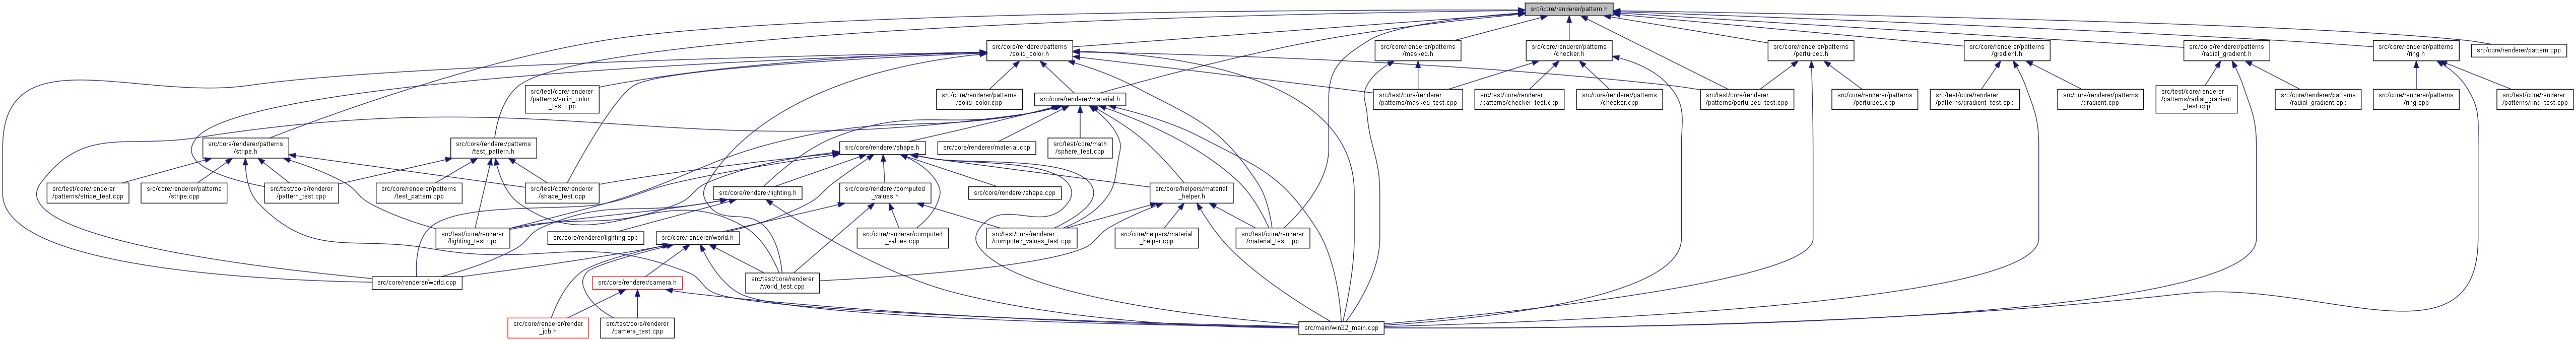 src/core/renderer/pattern.h
src/core/renderer/patterns
/solid_color.h
src/core/renderer/patterns
/masked.h
src/core/renderer/patterns
/checker.h
src/core/renderer/patterns
/perturbed.h
src/core/renderer/patterns
/gradient.h
src/core/renderer/patterns
/radial_gradient.h
src/core/renderer/patterns
/ring.h
src/core/renderer/pattern.cpp
src/test/core/renderer
/patterns/solid_color
_test.cpp
src/core/renderer/patterns
/solid_color.cpp
src/core/renderer/material.h
src/test/core/renderer
/patterns/masked_test.cpp
src/test/core/renderer
/patterns/checker_test.cpp
src/core/renderer/patterns
/checker.cpp
src/test/core/renderer
/patterns/perturbed_test.cpp
src/core/renderer/patterns
/perturbed.cpp
src/test/core/renderer
/patterns/gradient_test.cpp
src/core/renderer/patterns
/gradient.cpp
src/test/core/renderer
/patterns/radial_gradient
_test.cpp
src/core/renderer/patterns
/radial_gradient.cpp
src/core/renderer/patterns
/ring.cpp
src/test/core/renderer
/patterns/ring_test.cpp
src/core/renderer/patterns
/stripe.h
src/core/renderer/patterns
/test_pattern.h
src/core/renderer/shape.h
src/core/renderer/material.cpp
src/test/core/math
/sphere_test.cpp
src/test/core/renderer
/patterns/stripe_test.cpp
src/core/renderer/patterns
/stripe.cpp
src/test/core/renderer
/pattern_test.cpp
src/core/renderer/patterns
/test_pattern.cpp
src/test/core/renderer
/shape_test.cpp
src/core/renderer/lighting.h
src/core/renderer/computed
_values.h
src/core/renderer/shape.cpp
src/core/helpers/material
_helper.h
src/test/core/renderer
/lighting_test.cpp
src/core/renderer/lighting.cpp
src/core/renderer/world.h
src/core/renderer/computed
_values.cpp
src/test/core/renderer
/computed_values_test.cpp
src/core/helpers/material
_helper.cpp
src/test/core/renderer
/material_test.cpp
src/core/renderer/world.cpp
src/core/renderer/camera.h
src/test/core/renderer
/world_test.cpp
src/core/renderer/render
_job.h
src/test/core/renderer
/camera_test.cpp
src/main/win32_main.cpp